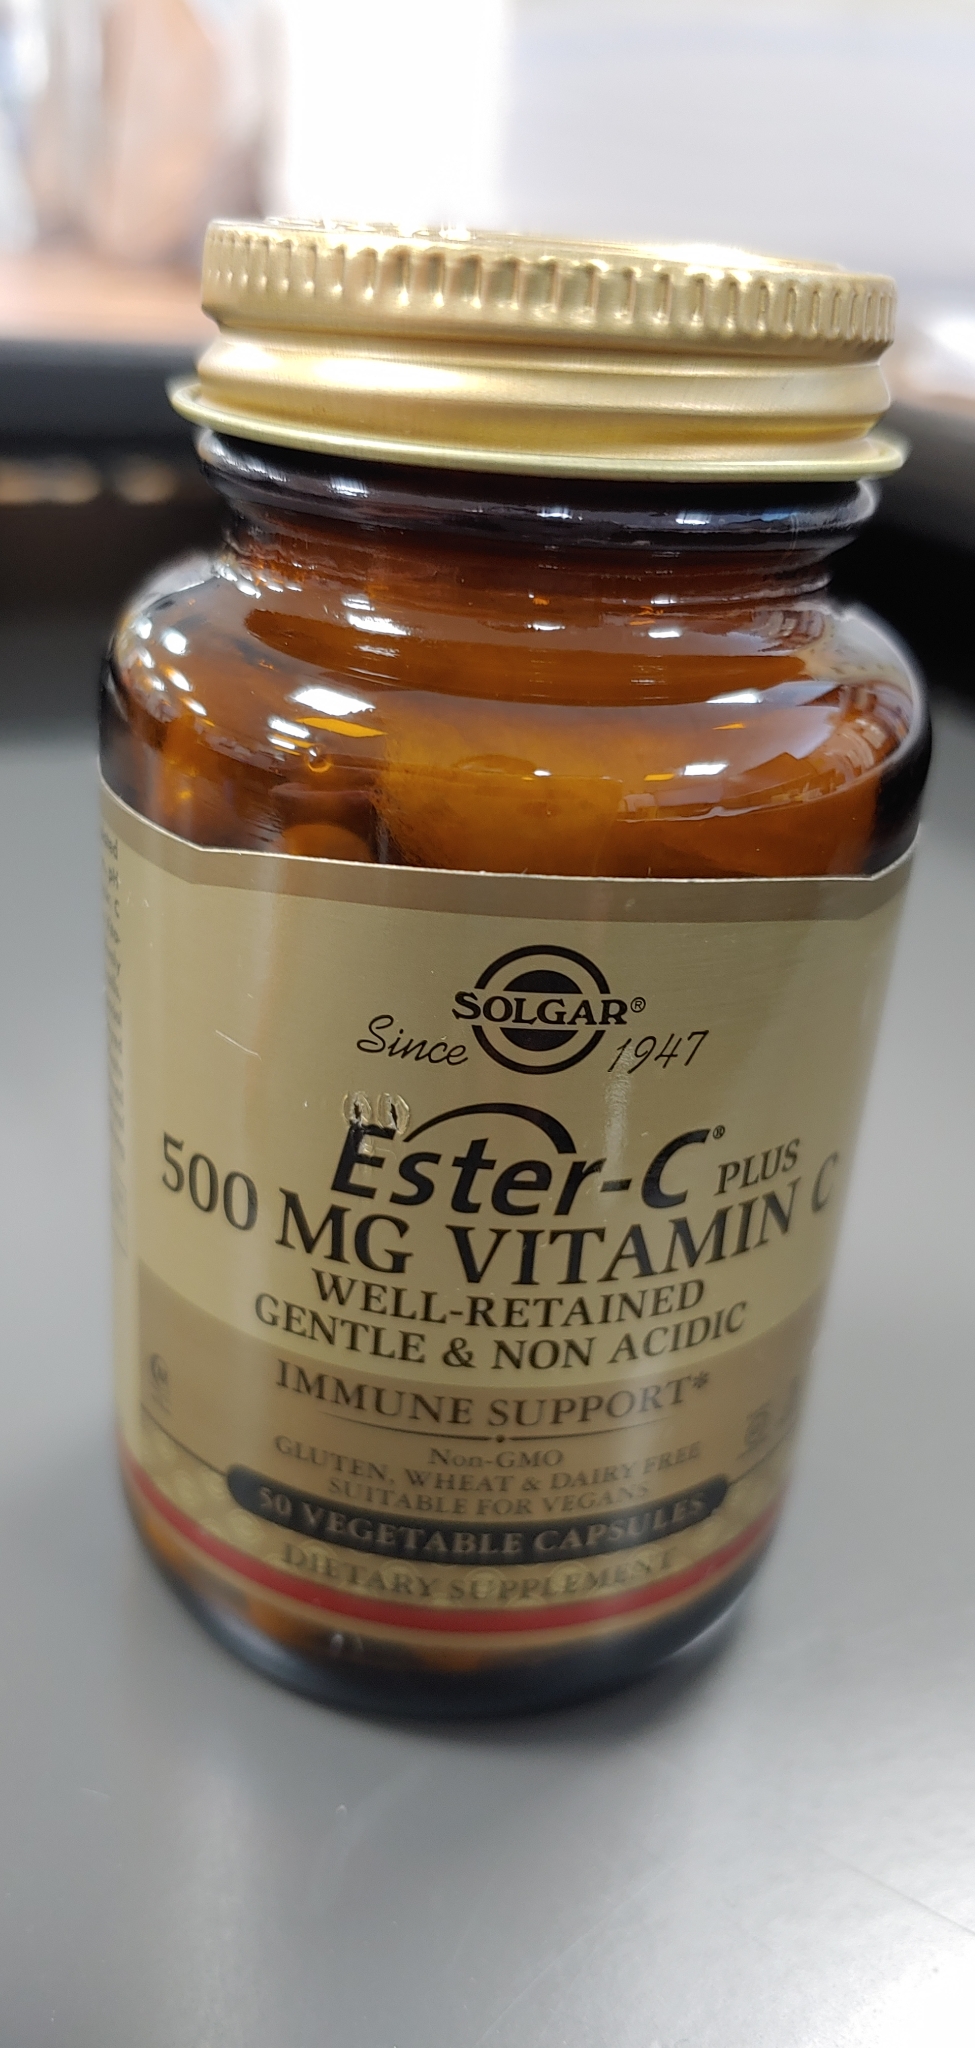 SOLGAR®
Since 1947
Ester-C® PLUS
500 MG VITAMIN C
WELL-RETAINED
GENTLE & NON ACIDIC
IMMUNE SUPPORT*
Non-GMO
GLUTEN, WHEAT & DAIRY FREE
SUITABLE FOR VEGANS
50 VEGETABLE CAPSULES
DIETARY SUPPLEMENT